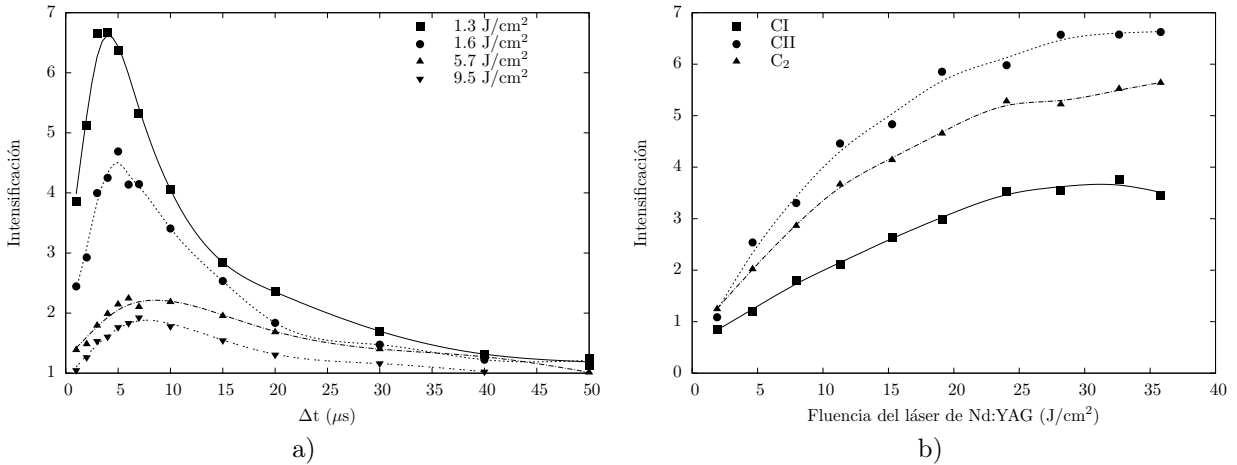 7
6
5
4
3
2
1
Intensificación
0
5
10
15
20
25
30
35
40
45
50
Δt (μs)
1.3 J/cm²
1.6 J/cm²
5.7 J/cm²
9.5 J/cm²
a)
7
6
5
4
3
2
1
0
Intensificación
0
5
10
15
20
25
30
35
40
Fluencia del láser de Nd:YAG (J/cm²)
CI
CII
C₂
b)